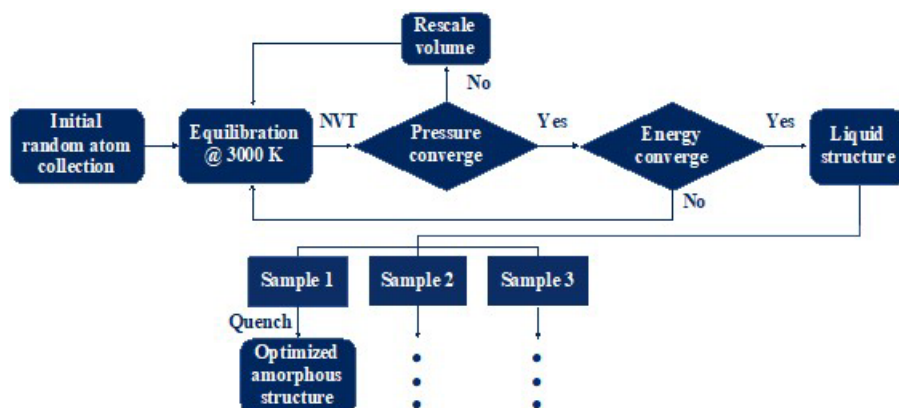 Rescale
volume
No
Initial
random atom
collection
Equilibration
@ 3000 K
NVT
Pressure
converge
Yes
Energy
converge
Yes
Liquid
structure
No
Sample 1
Sample 2
Sample 3
Quench
Optimized
amorphous
structure